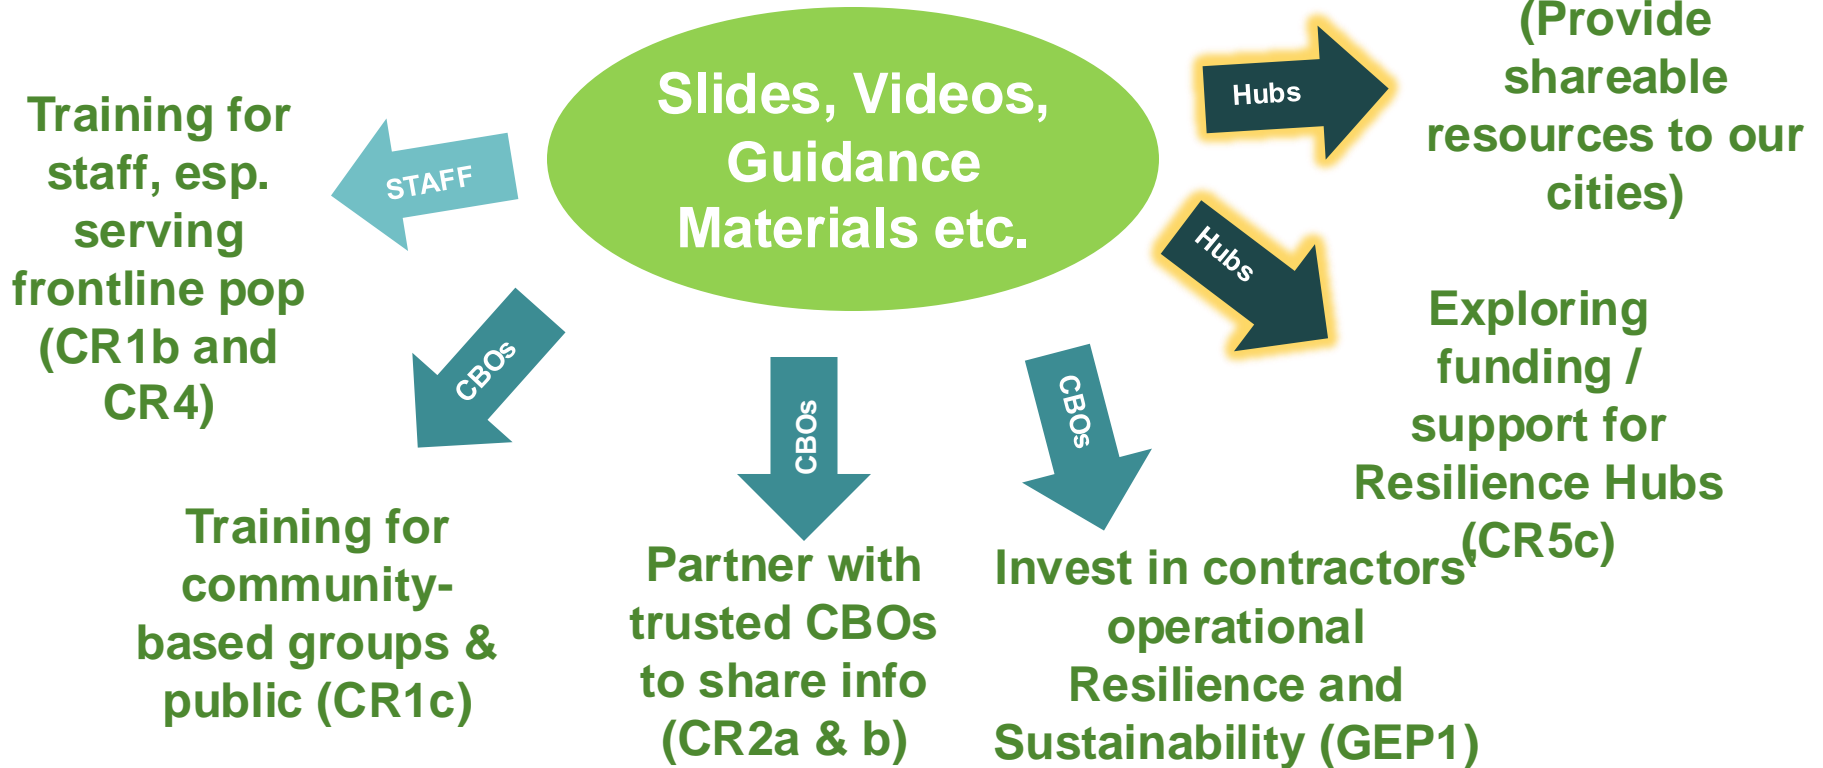 Slides, Videos,
Guidance
Materials etc.
STAFF
Training for
staff, esp.
serving
frontline pop
(CR1b and
CR4)
CBOs
Training for
community-
based groups &
public (CR1c)
CBOs
Partner with
trusted CBOs
to share info
(CR2a & b)
CBOs
Invest in contractors'
operational
Resilience and
Sustainability (GEP1)
Hubs
(Provide
shareable
resources to our
cities)
Hubs
Exploring
funding /
support for
Resilience Hubs
(CR5c)